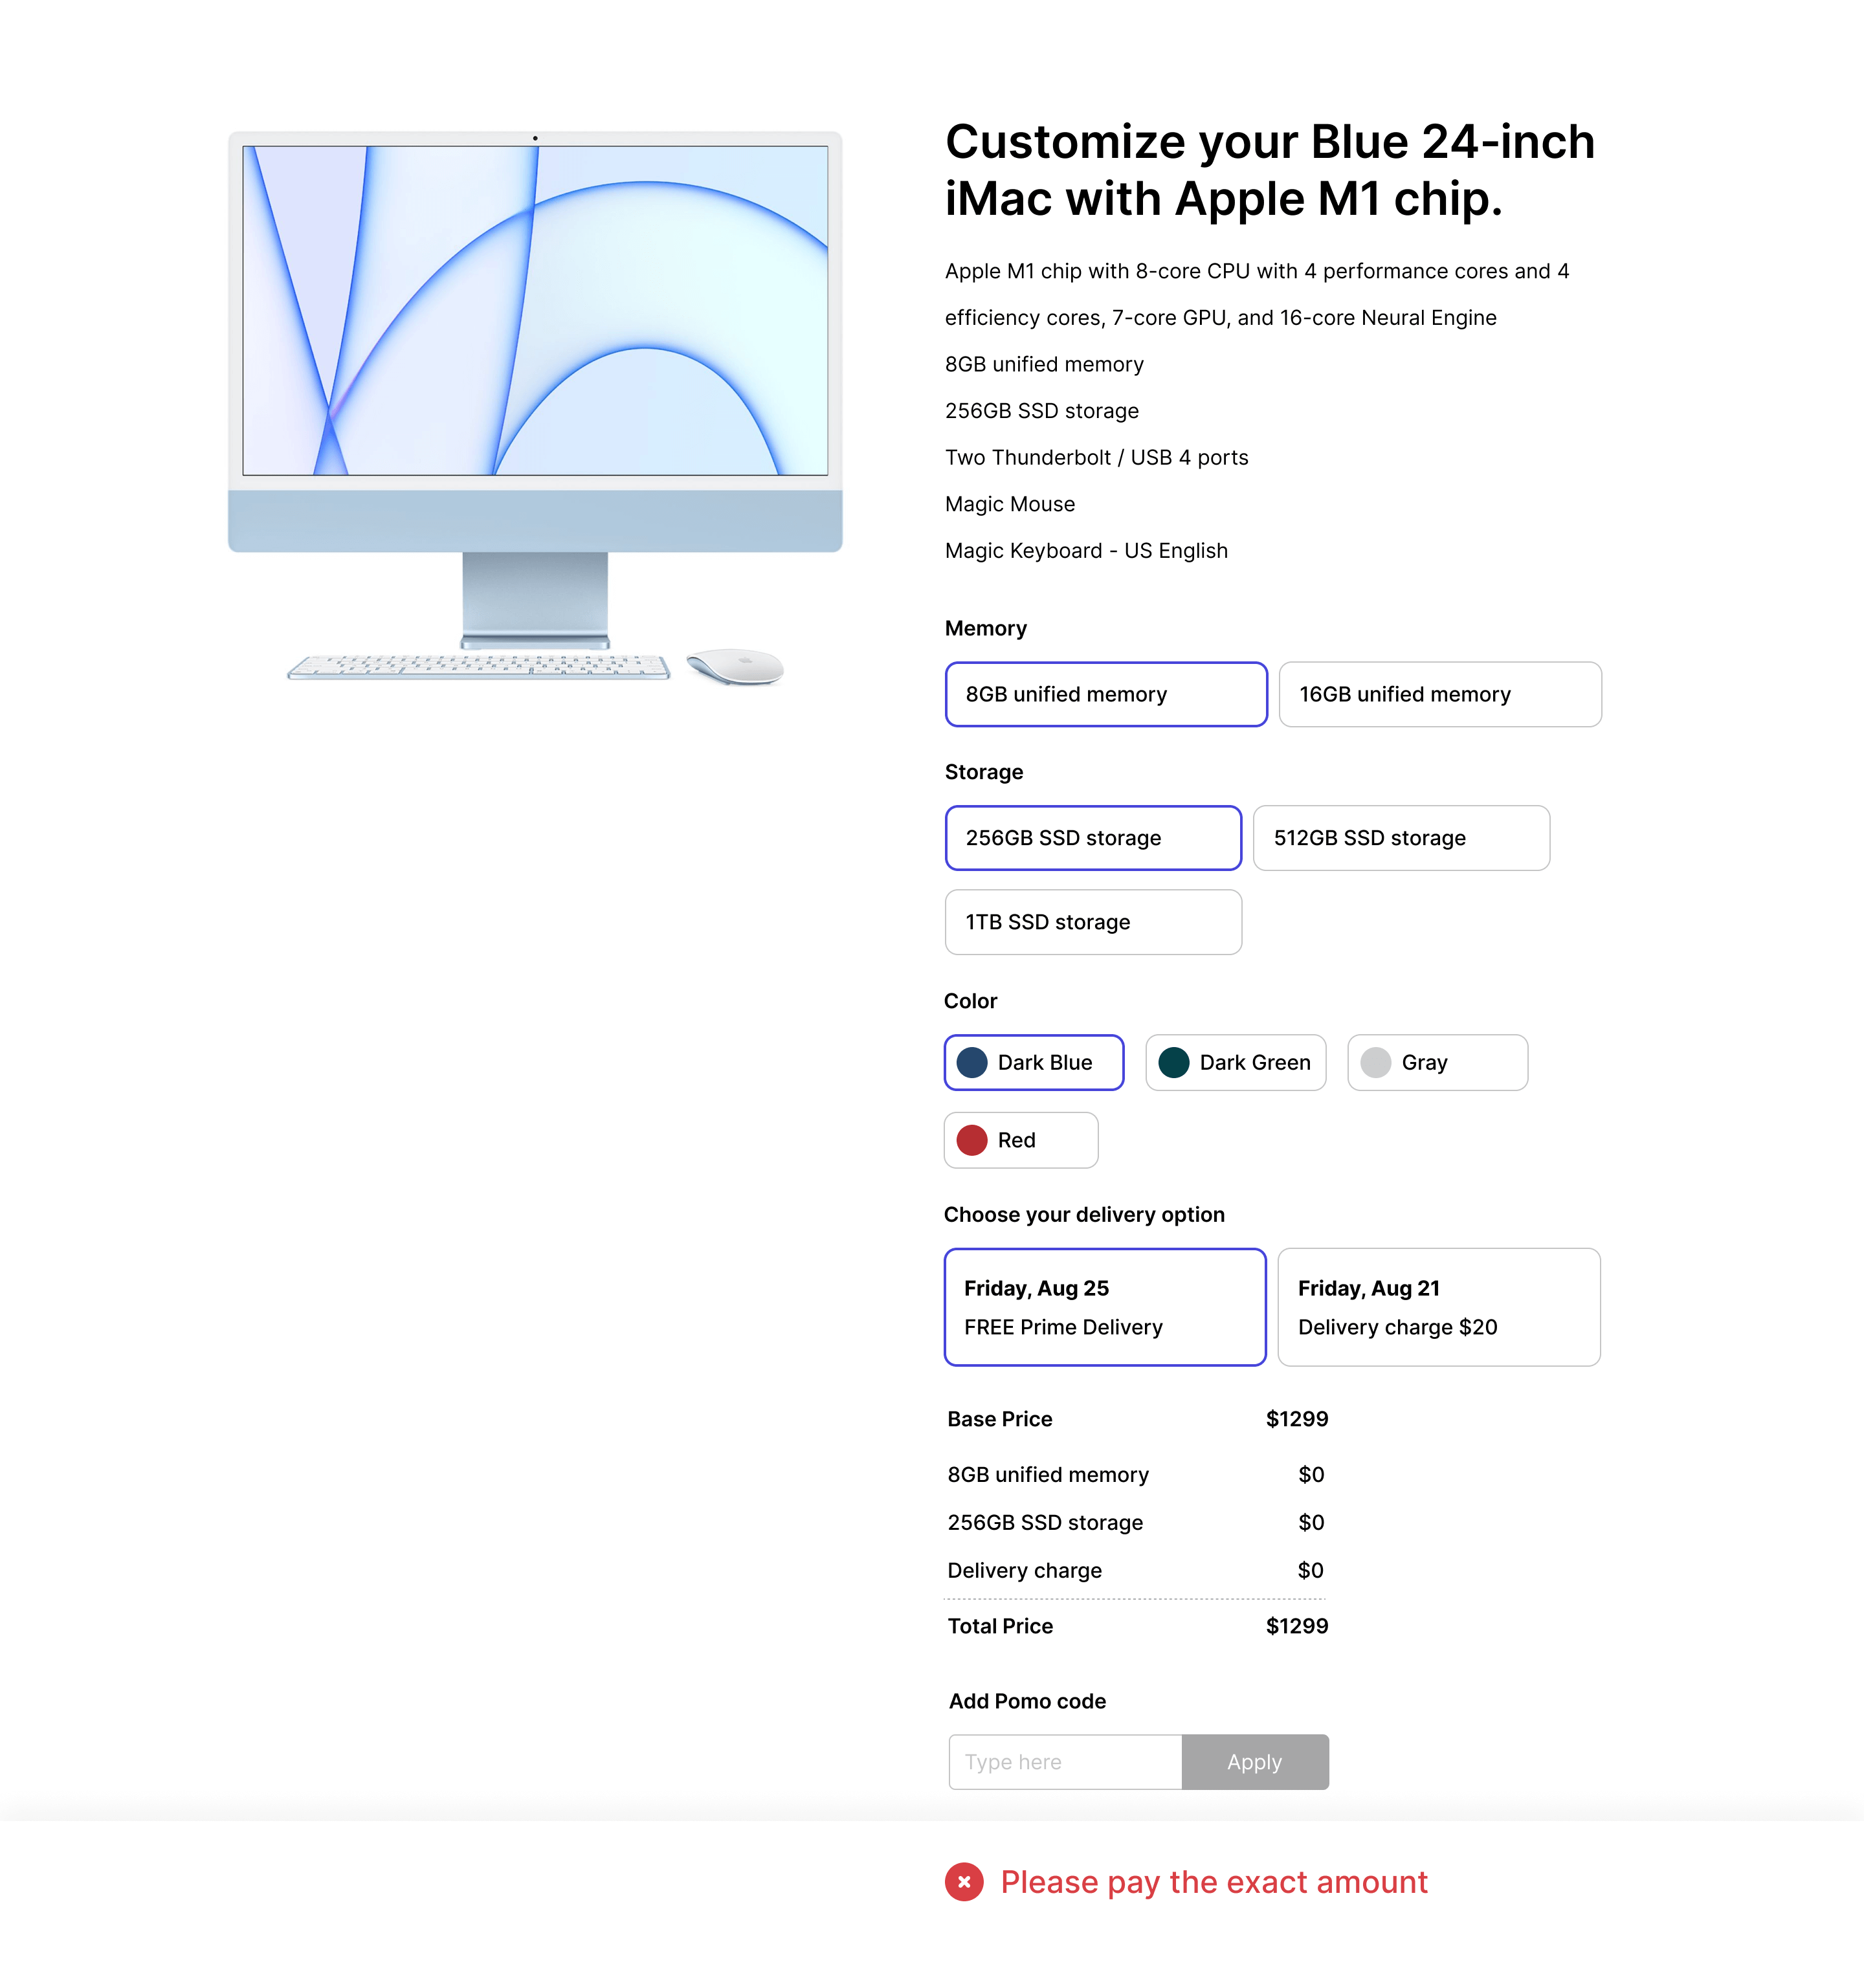 Customize your Blue 24-inch
iMac with Apple M1 chip.
Apple M1 chip with 8-core CPU with 4 performance cores and 4
efficiency cores, 7-core GPU, and 16-core Neural Engine
8GB unified memory
256GB SSD storage
Two Thunderbolt / USB 4 ports
Magic Mouse
Magic Keyboard - US English
Memory
8GB unified memory
16GB unified memory
Storage
256GB SSD storage
512GB SSD storage
1TB SSD storage
Color
Dark Blue
Dark Green
Gray
Red
Choose your delivery option
Friday, Aug 25
FREE Prime Delivery
Friday, Aug 21
Delivery charge $20
Base Price $1299
8GB unified memory $0
256GB SSD storage $0
Delivery charge $0
Total Price $1299
Add Pomo code
Type here
Apply
Please pay the exact amount